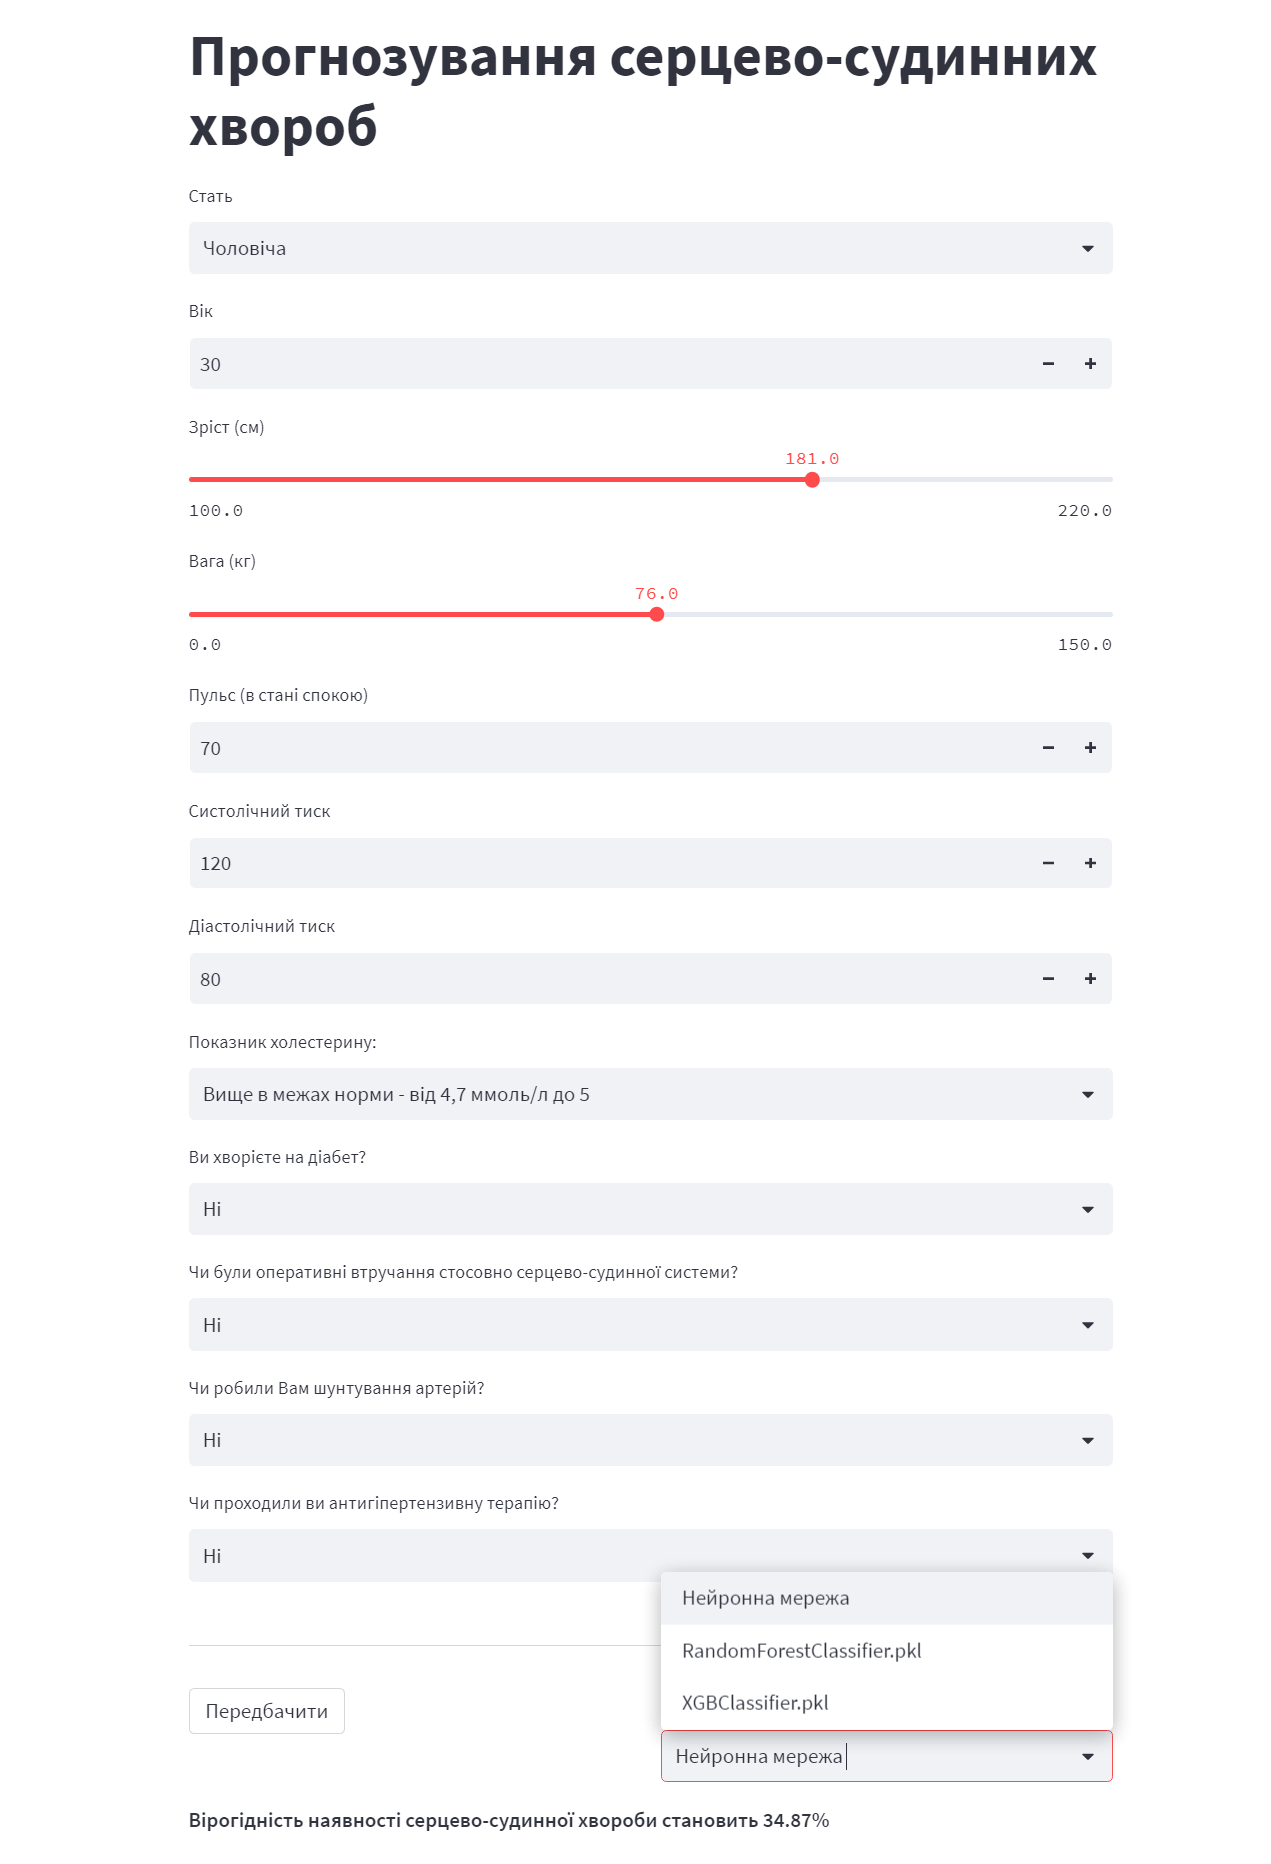 Прогнозування серцево-судинних
хвороб
Стать
Чоловіча
Вік
30
Зріст (см)
181.0
100.0 220.0
Вага (кг)
76.0
0.0 150.0
Пульс (в стані спокою)
70
Систолічний тиск
120
Діастолічний тиск
80
Показник холестерину:
Вище в межах норми - від 4,7 ммоль/л до 5
Ви хворієте на діабет?
Ні
Чи були оперативні втручання стосовно серцево-судинної системи?
Ні
Чи робили Вам шунтування артерій?
Ні
Чи проходили ви антигіпертензивну терапію?
Ні
Нейронна мережа
RandomForestClassifier.pkl
XGBClassifier.pkl
Передбачити
Нейронна мережа
Вірогідність наявності серцево-судинної хвороби становить 34.87%